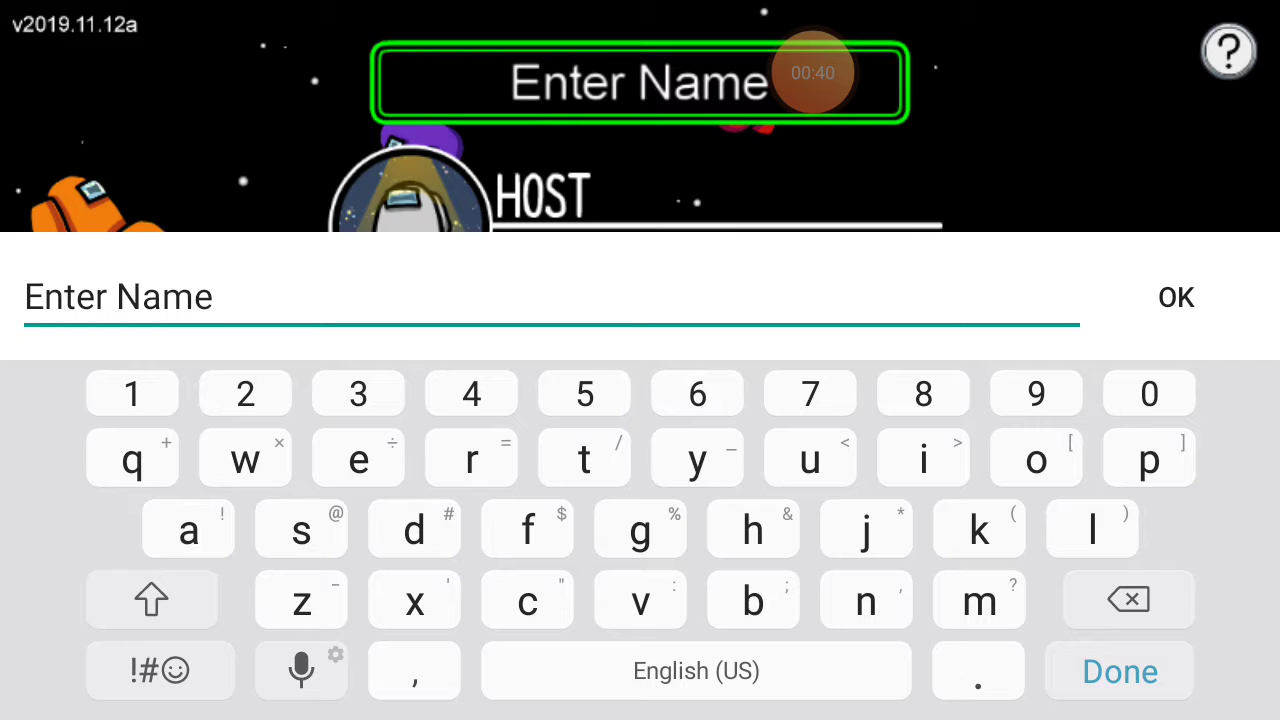 v2019.11.12a
?
Enter Name
00:40
HOST
Enter Name
OK
1 2 3 4 5 6 7 8 9 0
q + w × e ÷ r = t / y _ u < i > o [ p ]
a ! s @ d # f $ g % h & j * k ( l )
z - x ' c " v : b ; n , m ?
!#☺ , English (US) . Done